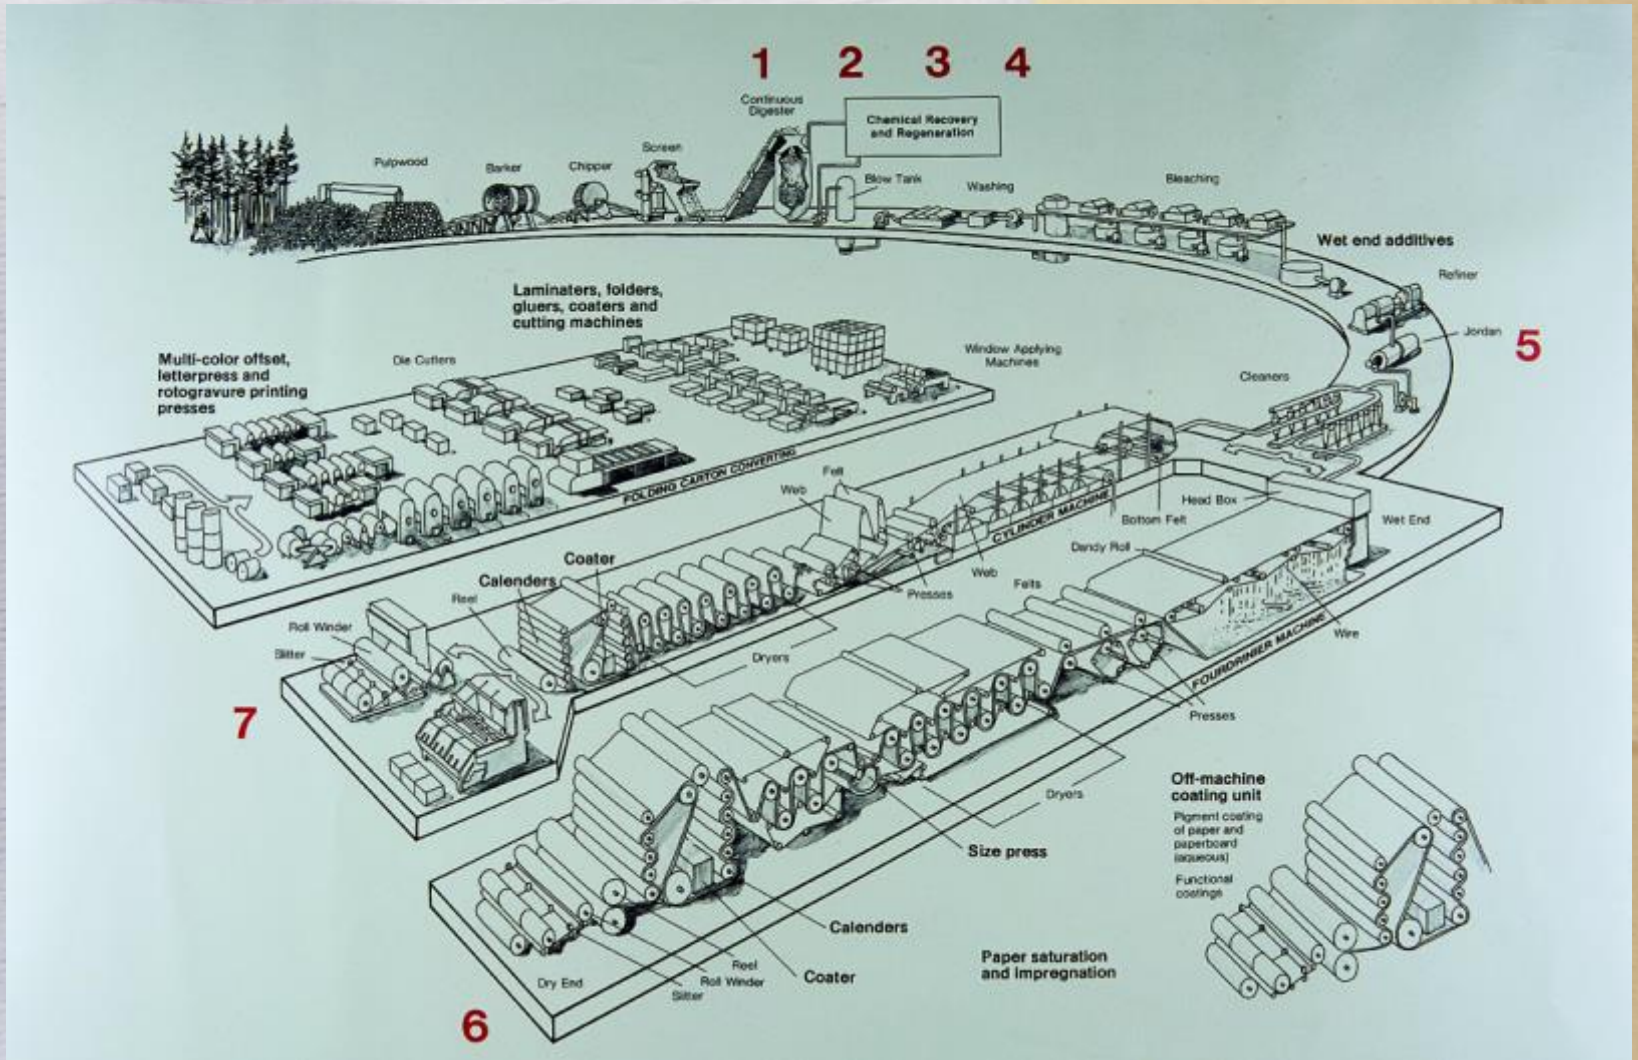 1 2 3 4
Continuous
Digester
Chemical Recovery
and Regeneration
Pulpwood
Barker
Chipper
Screen
Blow Tank
Washing
Bleaching
Wet end additives
Refiner
Jordan
5
Cleaners
Laminaters, folders,
gluers, coaters and
cutting machines
Multi-color offset,
letterpress and
rotogravure printing
presses
Die Cutters
Window Applying
Machines
FOLDING CARTON CONVERTING
Felt
Web
CYLINDER MACHINE
Bottom Felt
Head Box
Wet End
Dandy Roll
Web
Felts
Presses
Coater
Calenders
Reel
Roll Winder
Slitter
Dryers
Wire
FOURDRINIER MACHINE
Presses
7
Dryers
Size press
Off-machine
coating unit
Pigment coating
of paper and
paperboard
(aqueous)
Functional
coatings
Calenders
Coater
Reel
Roll Winder
Slitter
Dry End
Paper saturation
and impregnation
6